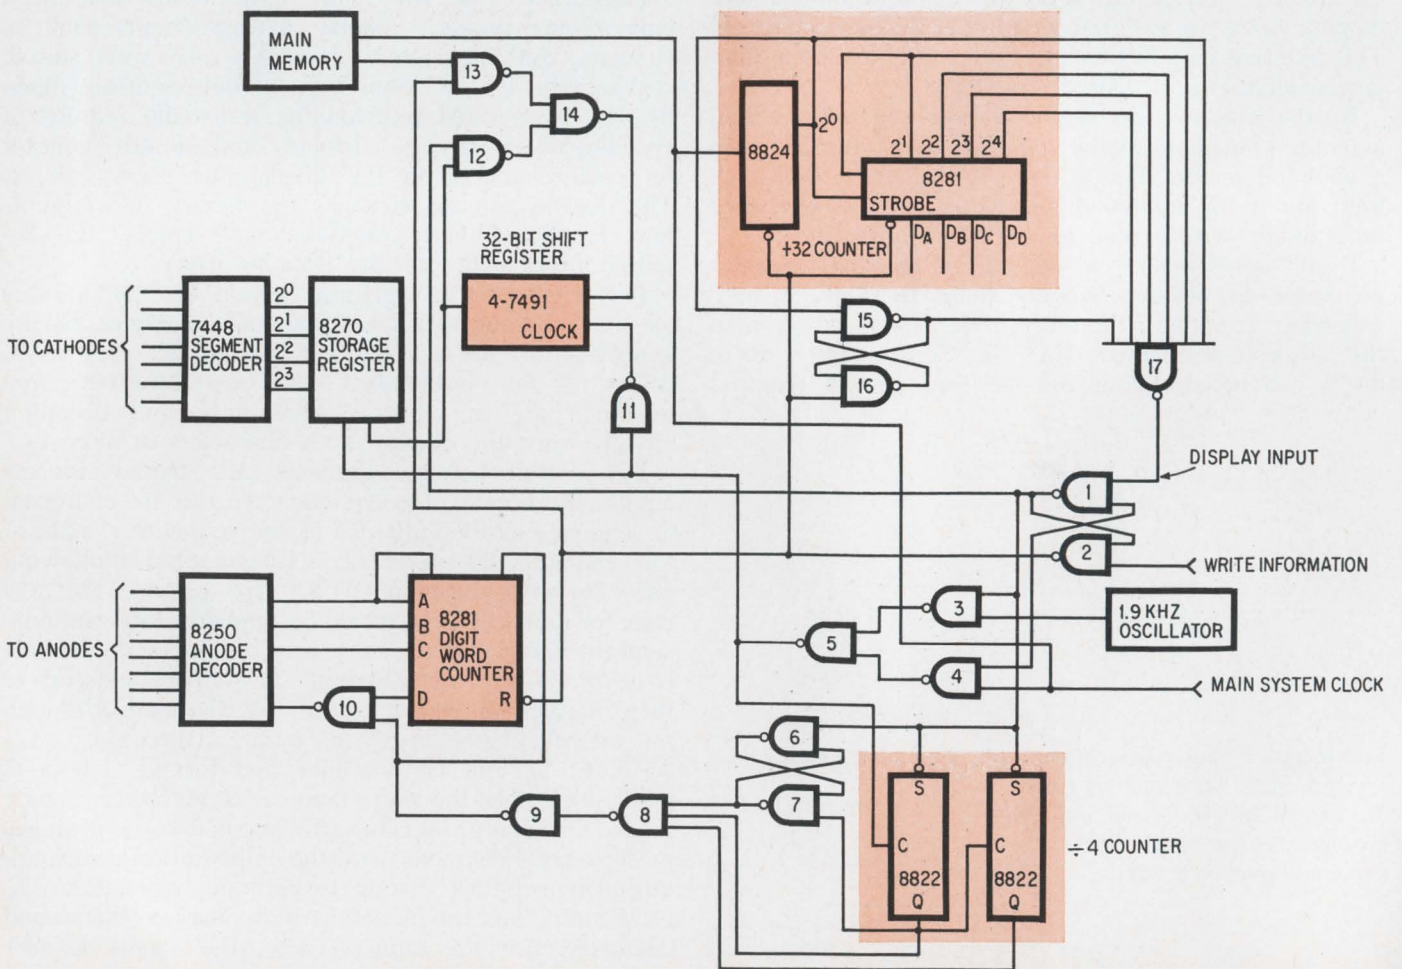 MAIN
MEMORY
13
14
12
8824
2⁰
2¹ 2² 2³ 2⁴
8281
STROBE
÷32 COUNTER
D_A D_B D_C D_D
32-BIT SHIFT
REGISTER
4-7491
CLOCK
11
TO CATHODES
7448
SEGMENT
DECODER
2⁰
2¹
2²
2³
8270
STORAGE
REGISTER
15
16
17
DISPLAY INPUT
1
2
WRITE INFORMATION
3
1.9 KHZ
OSCILLATOR
5
4
MAIN SYSTEM CLOCK
TO ANODES
8250
ANODE
DECODER
A
B
C
D
8281
DIGIT
WORD
COUNTER
R
10
6
7
9
8
S
C
8822
Q
S
C
8822
Q
÷4 COUNTER